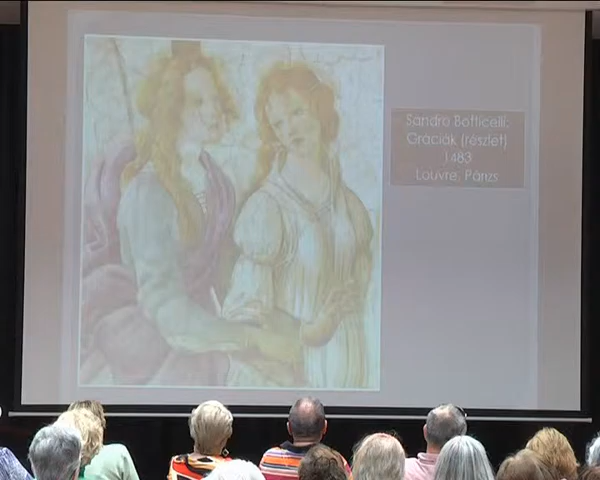 Sandro Botticelli:
Gráciák (részlet)
1483
Louvre, Párizs